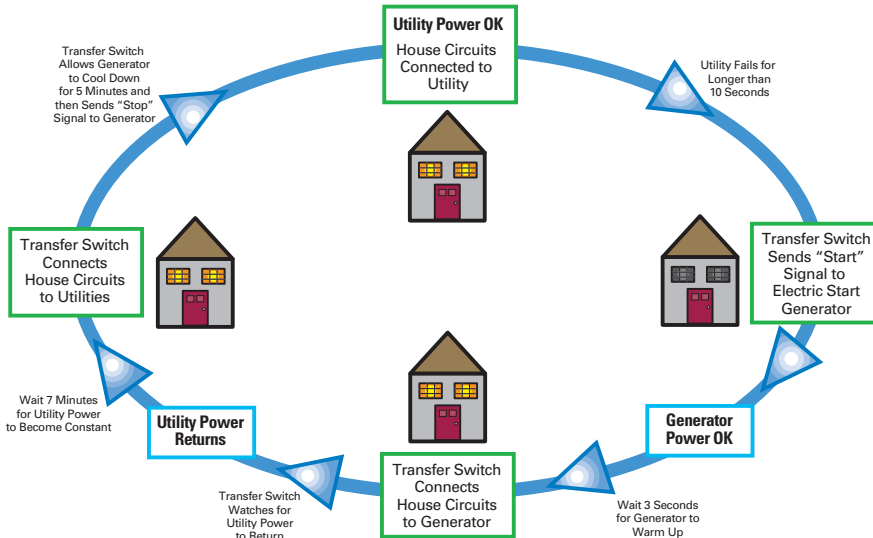 Utility Power OK
House Circuits
Connected to
Utility
Utility Fails for
Longer than
10 Seconds
Transfer Switch
Sends “Start”
Signal to
Electric Start
Generator
Generator
Power OK
Wait 3 Seconds
for Generator to
Warm Up
Transfer Switch
Connects
House Circuits
to Generator
Transfer Switch
Watches for
Utility Power
to Return
Utility Power
Returns
Wait 7 Minutes
for Utility Power
to Become Constant
Transfer Switch
Connects
House Circuits
to Utilities
Transfer Switch
Allows Generator
to Cool Down
for 5 Minutes and
then Sends “Stop”
Signal to Generator